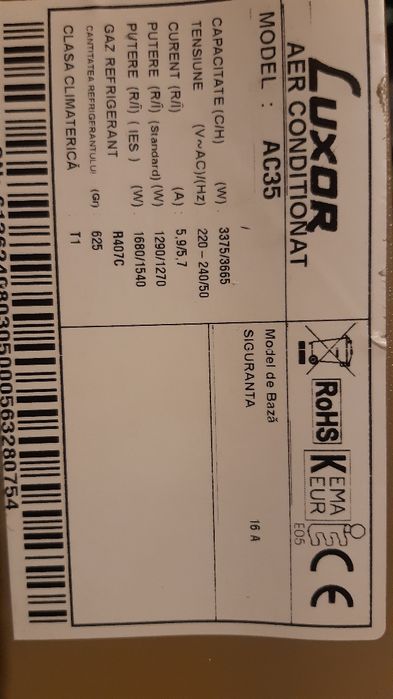 LUXOR
AER CONDITIONAT
MODEL : AC35
/
CAPACITATE (C/H) (W) 3375/3665
TENSIUNE (V~AC)/(Hz) 220 – 240/50
CURENT (R/Î) (A) : 5,9/5,7
PUTERE (R/Î) (Standard) (W) 1290/1270
PUTERE (R/Î) ( IES ) (W) 1680/1540
GAZ REFRIGERANT R407C
CANTITATEA REFRIGERANTULUI (Gr) 625
CLASA CLIMATERICĂ T1
RoHS KEMA KEUR E05 CE
Model de Bază
SIGURANTA 16 A